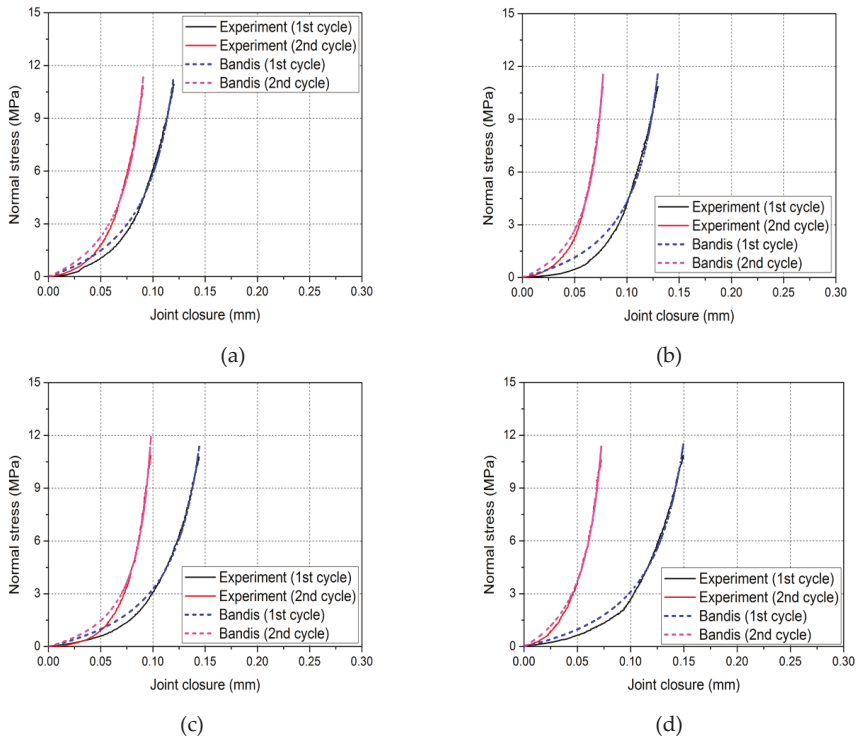 15
12
9
6
3
0
Normal stress (MPa)
Experiment (1st cycle)
Experiment (2nd cycle)
Bandis (1st cycle)
Bandis (2nd cycle)
0.00 0.05 0.10 0.15 0.20 0.25 0.30
Joint closure (mm)
(a)
15
12
9
6
3
0
Normal stress (MPa)
Experiment (1st cycle)
Experiment (2nd cycle)
Bandis (1st cycle)
Bandis (2nd cycle)
0.00 0.05 0.10 0.15 0.20 0.25 0.30
Joint closure (mm)
(b)
15
12
9
6
3
0
Normal stress (MPa)
Experiment (1st cycle)
Experiment (2nd cycle)
Bandis (1st cycle)
Bandis (2nd cycle)
0.00 0.05 0.10 0.15 0.20 0.25 0.30
Joint closure (mm)
(c)
15
12
9
6
3
0
Normal stress (MPa)
Experiment (1st cycle)
Experiment (2nd cycle)
Bandis (1st cycle)
Bandis (2nd cycle)
0.00 0.05 0.10 0.15 0.20 0.25 0.30
Joint closure (mm)
(d)